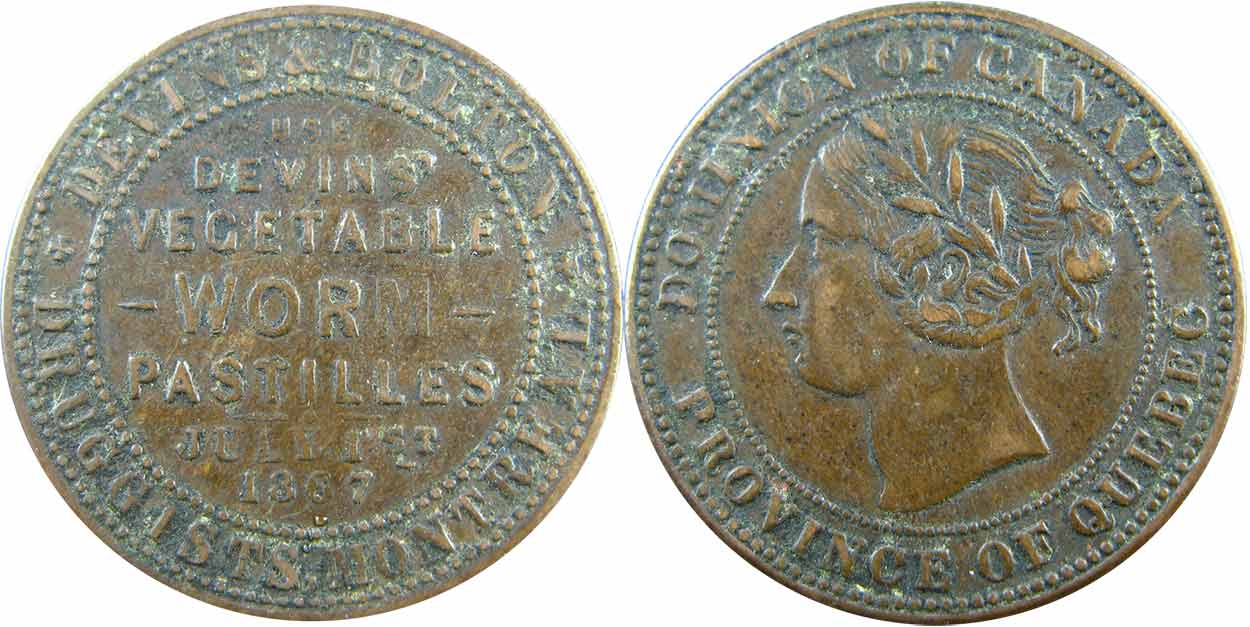 DEVINS & BOLTON
USE
DEVINS'
VEGETABLE
- WORM -
PASTILLES
JULY 1ST
1867
DRUGGISTS, MONTREAL
DOMINION OF CANADA
PROVINCE OF QUEBEC